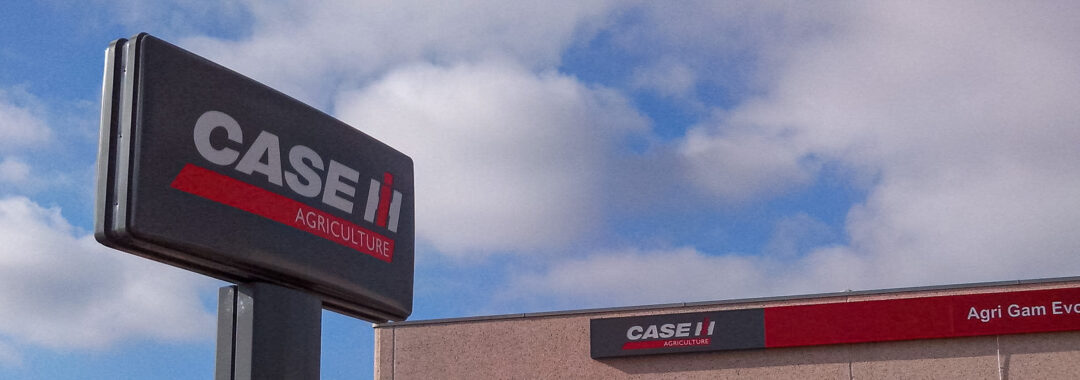 CASE IH
AGRICULTURE
CASE IH
AGRICULTURE
Agri Gam Evo